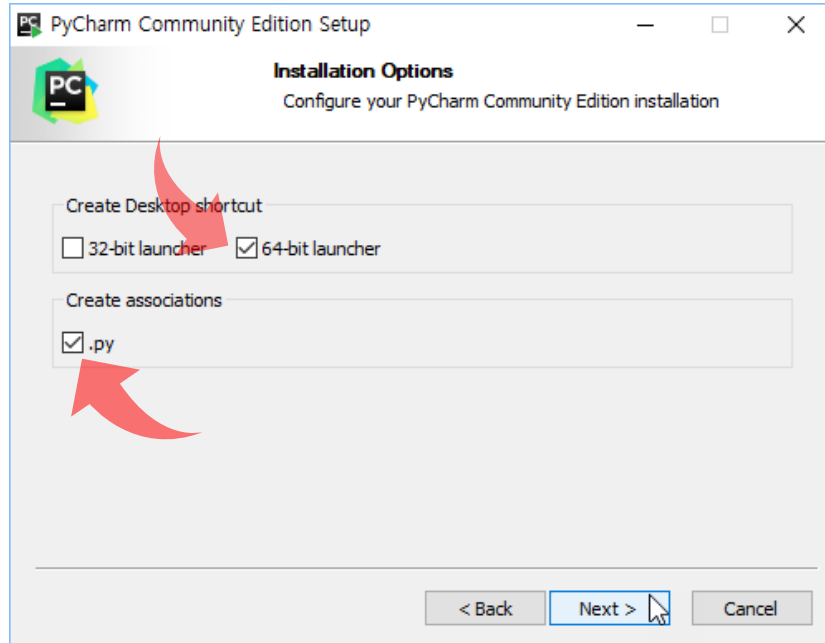 PyCharm Community Edition Setup
PC
Installation Options
Configure your PyCharm Community Edition installation
Create Desktop shortcut
32-bit launcher 64-bit launcher
Create associations
.py
< Back Next > Cancel